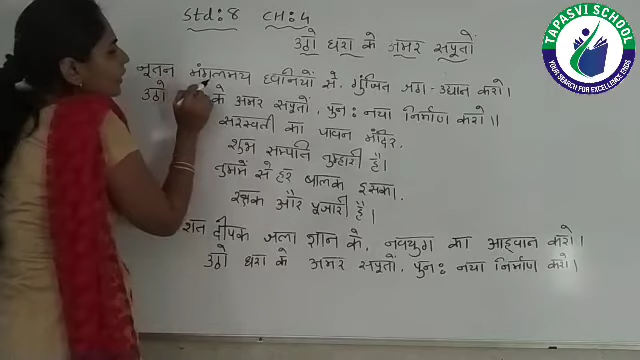 Std: 8 CH: 4
उठो धरा के अमर सपूतों
नूतन मंगलमय ध्वनियों से, गुंजित जग-उद्यान करो।
उठो के अमर सपूतों, पुनः नया निर्माण करो।।
सरस्वती का पावन मंदिर,
शुभ सम्पत्ति तुम्हारी है।
तुममें से हर बालक इसका,
रक्षक और पूजारी है।
शत दीपक जला ज्ञान के, नवयुग का आह्वान करो।
उठो धरा के अमर सपूतों, पुनः नया निर्माण करो।
TAPASVI SCHOOL
YOUR SEARCH FOR EXCELLENCE ENDS